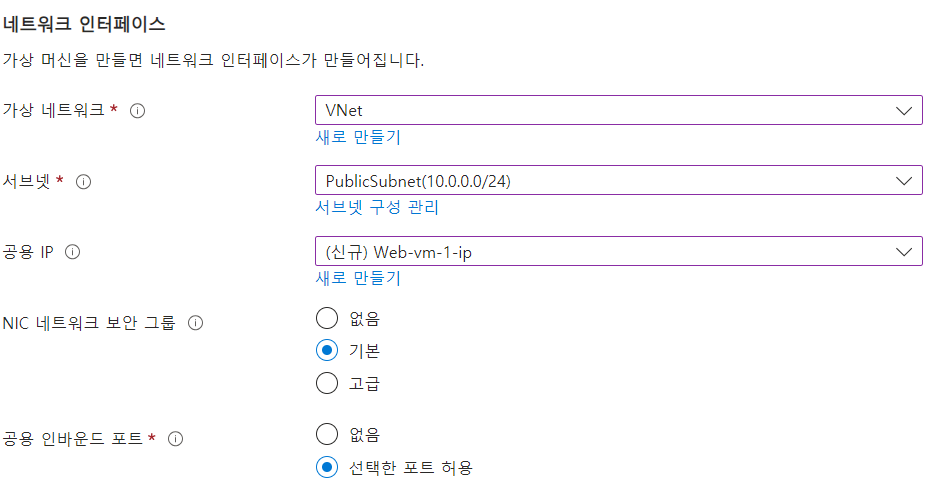 네트워크 인터페이스
가상 머신을 만들면 네트워크 인터페이스가 만들어집니다.
가상 네트워크 * VNet
새로 만들기
서브넷 * PublicSubnet(10.0.0.0/24)
서브넷 구성 관리
공용 IP (신규) Web-vm-1-ip
새로 만들기
NIC 네트워크 보안 그룹 없음
기본
고급
공용 인바운드 포트 * 없음
선택한 포트 허용